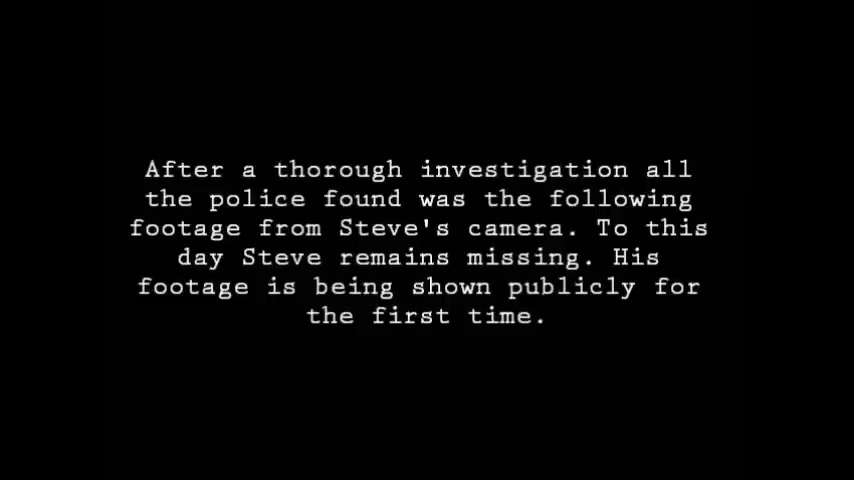 After a thorough investigation all
the police found was the following
footage from Steve's camera. To this
day Steve remains missing. His
footage is being shown publicly for
the first time.